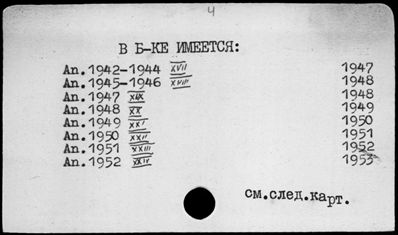 4
В Б-КЕ ИМЕЕТСЯ:
An.1942-1944 XVII 1947
An.1945-1946 XVIII 1948
An.1947 XIX 1948
An.1948 XX 1949
An.1949 XXI 1950
An.1950 XXII 1951
An.1951 XXIII 1952
An.1952 XXIV 1953
см.след.карт.